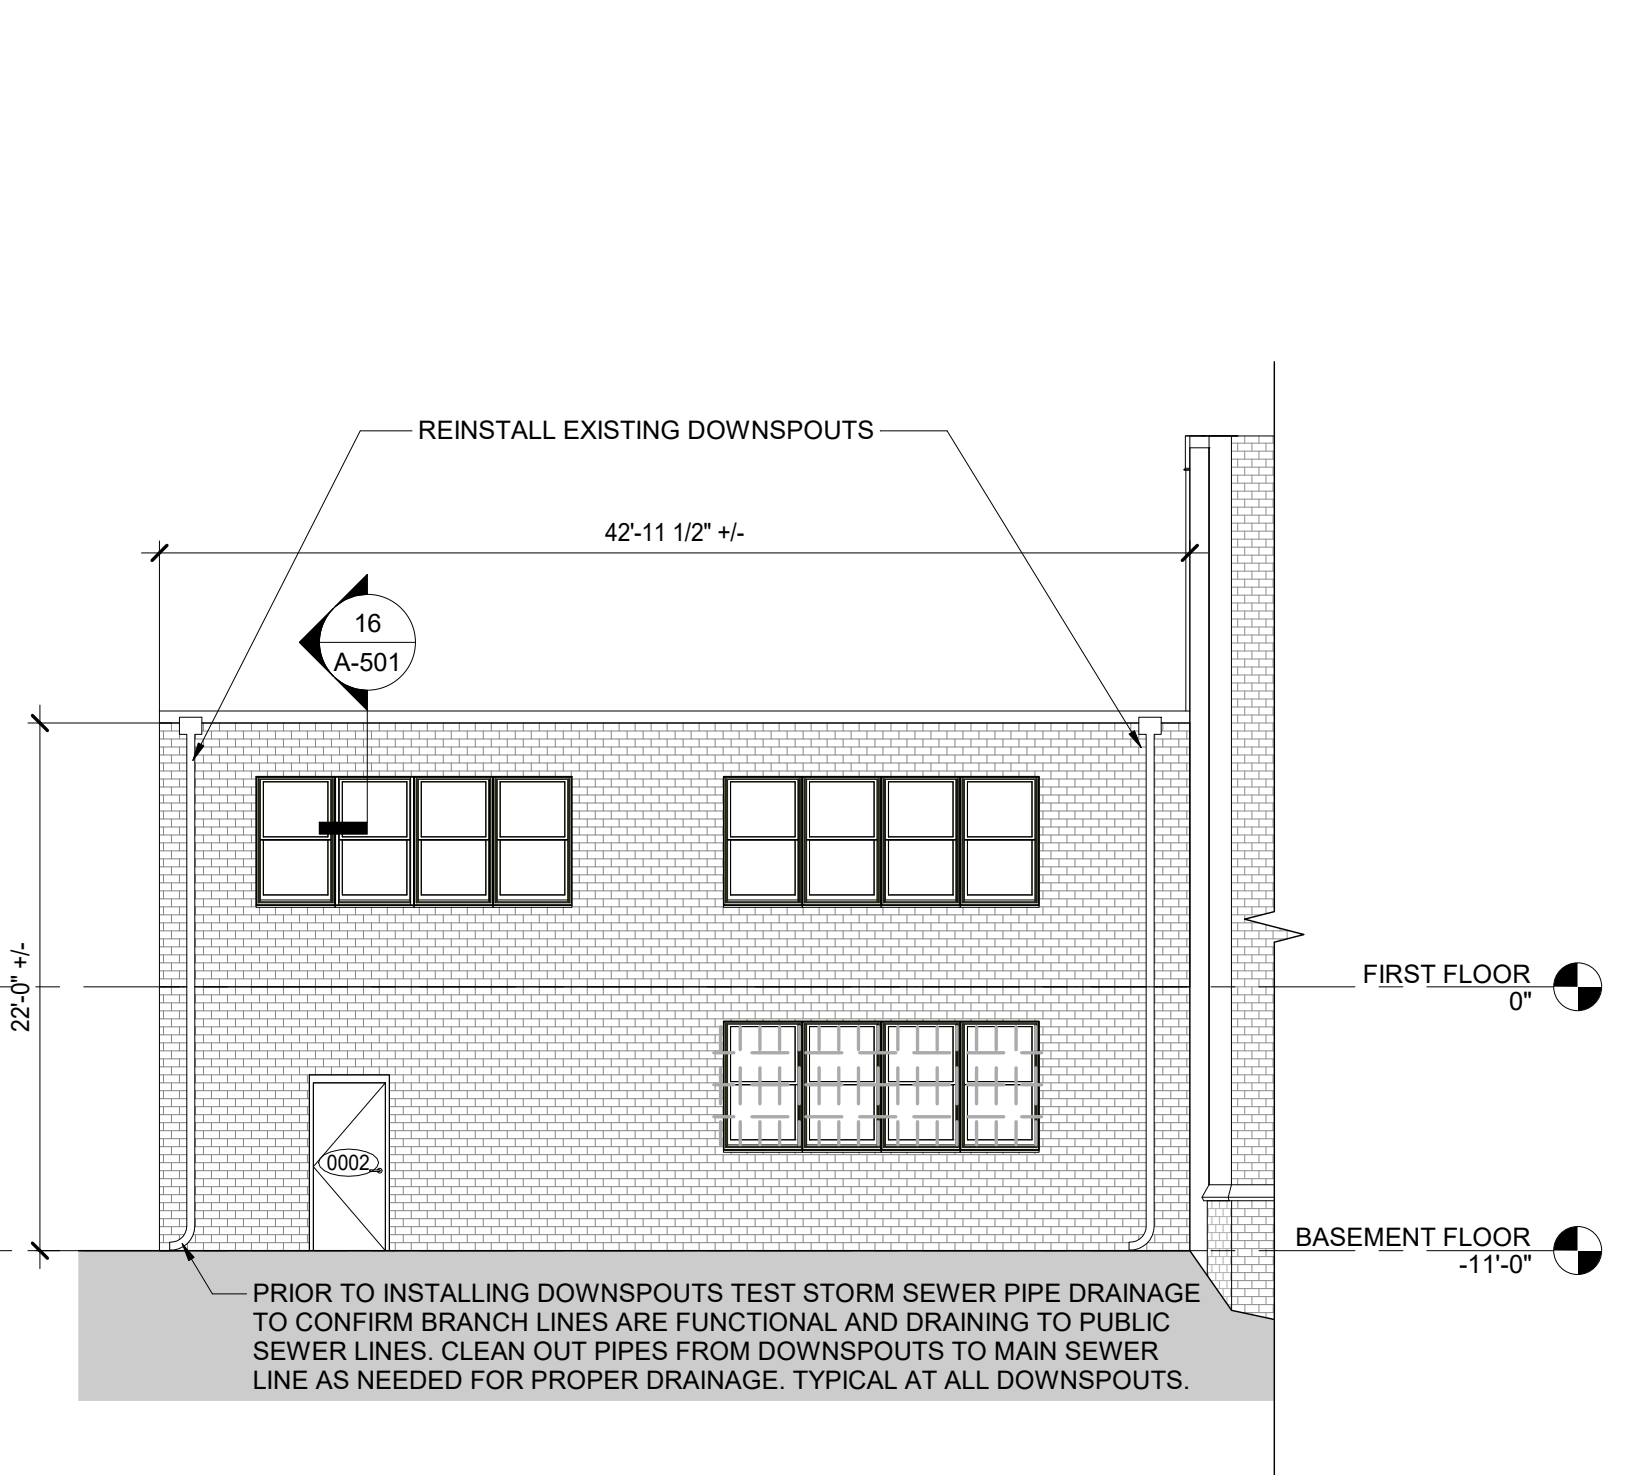 REINSTALL EXISTING DOWNSPOUTS
42'-11 1/2" +/-
16
A-501
22'-0" +/-
FIRST FLOOR
0"
0002
BASEMENT FLOOR
-11'-0"
PRIOR TO INSTALLING DOWNSPOUTS TEST STORM SEWER PIPE DRAINAGE
TO CONFIRM BRANCH LINES ARE FUNCTIONAL AND DRAINING TO PUBLIC
SEWER LINES. CLEAN OUT PIPES FROM DOWNSPOUTS TO MAIN SEWER
LINE AS NEEDED FOR PROPER DRAINAGE. TYPICAL AT ALL DOWNSPOUTS.